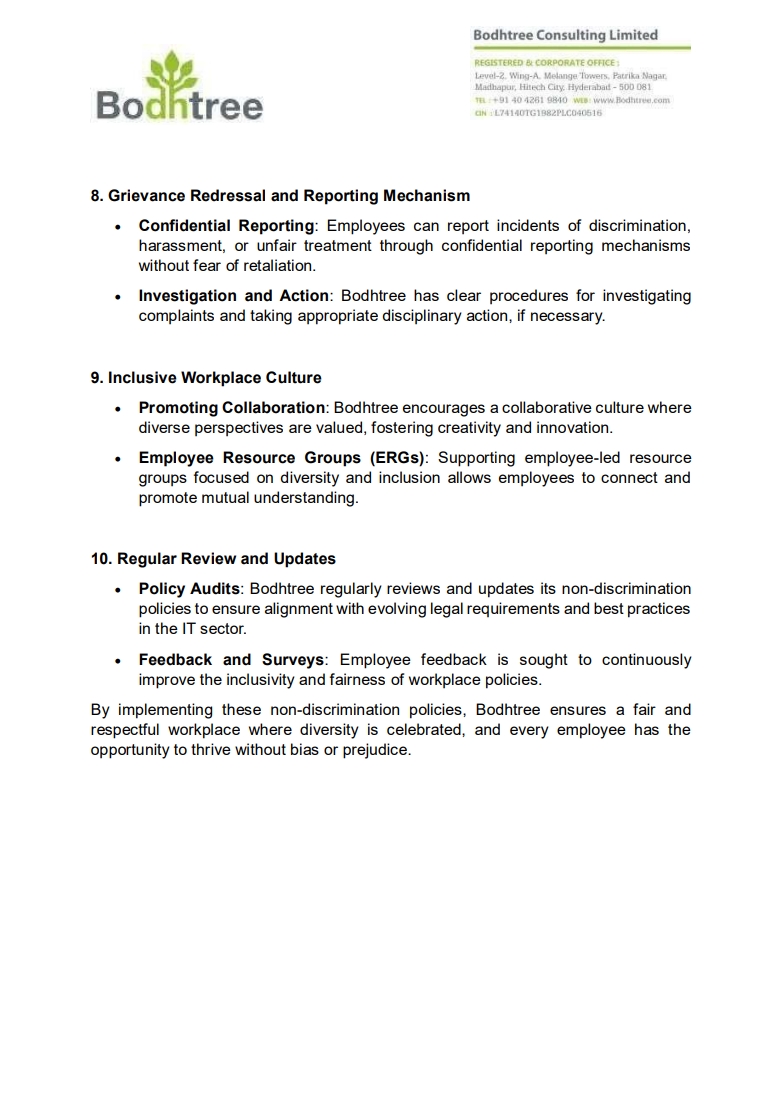 Bodhtree Consulting Limited
Bodhtree
REGISTERED & CORPORATE OFFICE :
Level-2, Wing-A, Melange Towers, Patrika Nagar,
Madhapur, Hitech City, Hyderabad - 500 081
TEL : +91 40 4261 9840 WEB: www.Bodhtree.com
CIN : L74140TG1982PLC040516
8. Grievance Redressal and Reporting Mechanism
• Confidential Reporting: Employees can report incidents of discrimination,
harassment, or unfair treatment through confidential reporting mechanisms
without fear of retaliation.
• Investigation and Action: Bodhtree has clear procedures for investigating
complaints and taking appropriate disciplinary action, if necessary.
9. Inclusive Workplace Culture
• Promoting Collaboration: Bodhtree encourages a collaborative culture where
diverse perspectives are valued, fostering creativity and innovation.
• Employee Resource Groups (ERGs): Supporting employee-led resource
groups focused on diversity and inclusion allows employees to connect and
promote mutual understanding.
10. Regular Review and Updates
• Policy Audits: Bodhtree regularly reviews and updates its non-discrimination
policies to ensure alignment with evolving legal requirements and best practices
in the IT sector.
• Feedback and Surveys: Employee feedback is sought to continuously
improve the inclusivity and fairness of workplace policies.
By implementing these non-discrimination policies, Bodhtree ensures a fair and
respectful workplace where diversity is celebrated, and every employee has the
opportunity to thrive without bias or prejudice.